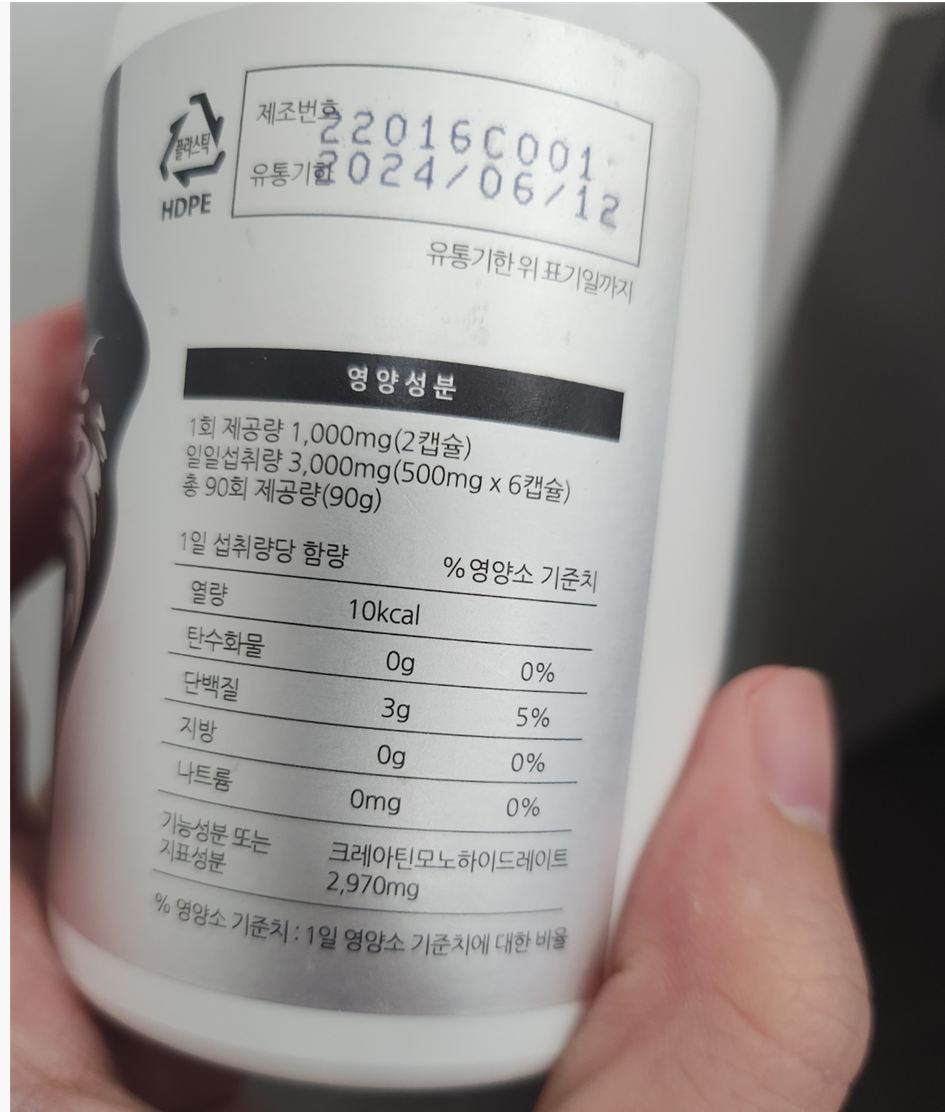 플라스틱
HDPE
제조번호 22016C001
유통기한 2024/06/12
유통기한 위 표기일까지
영양성분
1회 제공량 1,000mg(2캡슐)
일일섭취량 3,000mg(500mg x 6캡슐)
총 90회 제공량(90g)
1일 섭취량당 함량 %영양소 기준치
열량 10kcal
탄수화물 0g 0%
단백질 3g 5%
지방 0g 0%
나트륨 0mg 0%
기능성분 또는
지표성분
크레아틴모노하이드레이트
2,970mg
% 영양소 기준치 : 1일 영양소 기준치에 대한 비율